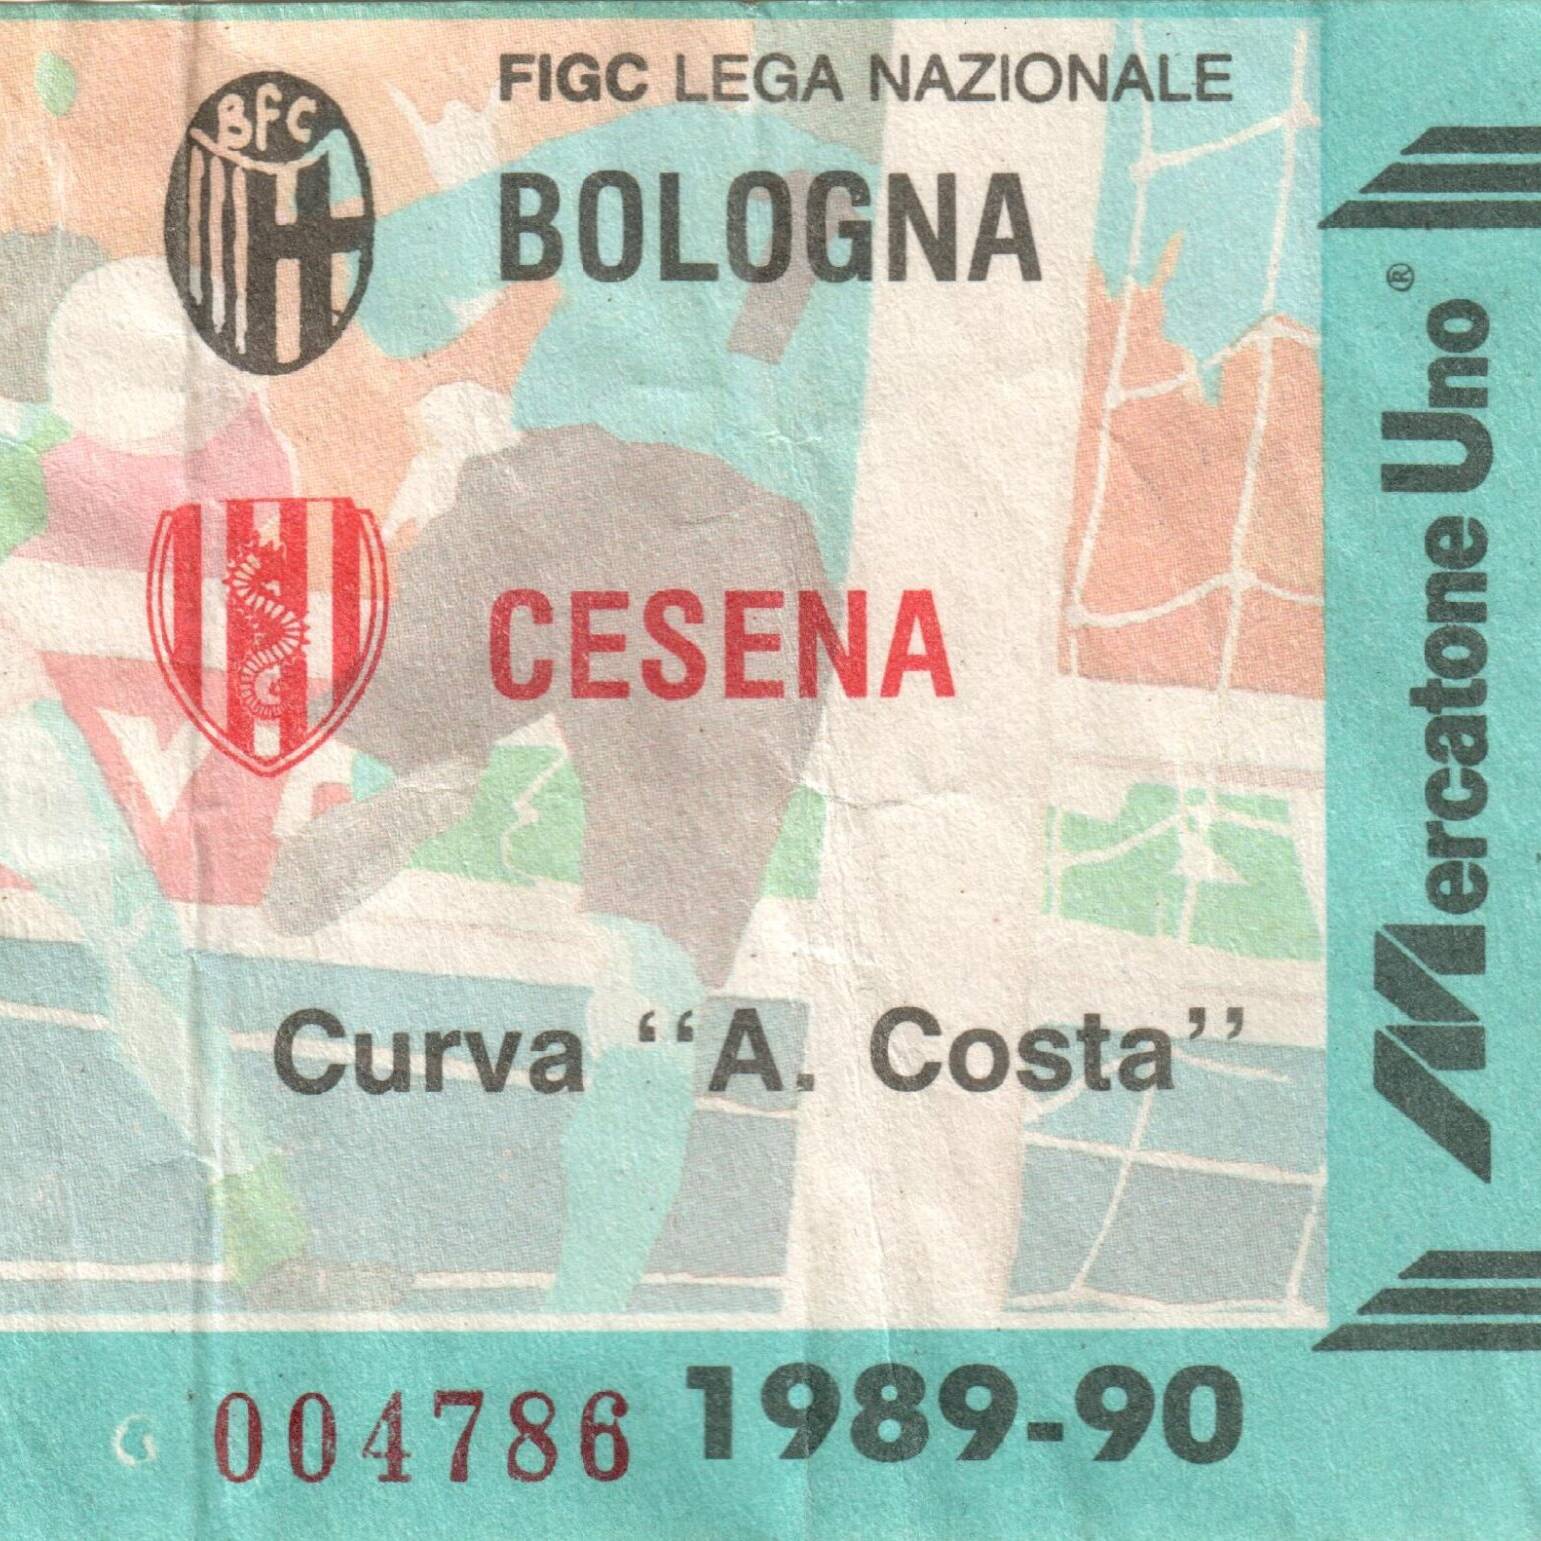 BFC
FIGC LEGA NAZIONALE
BOLOGNA
CESENA
Curva “A. Costa”
004786
1989-90
Mercatone Uno®